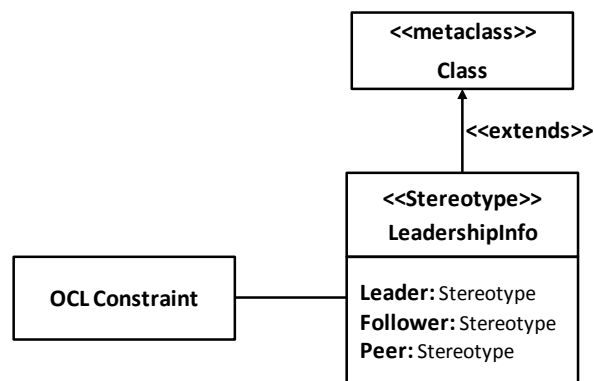 <<metaclass>>
Class
<<extends>>
<<Stereotype>>
LeadershipInfo
OCL Constraint
Leader: Stereotype
Follower: Stereotype
Peer: Stereotype